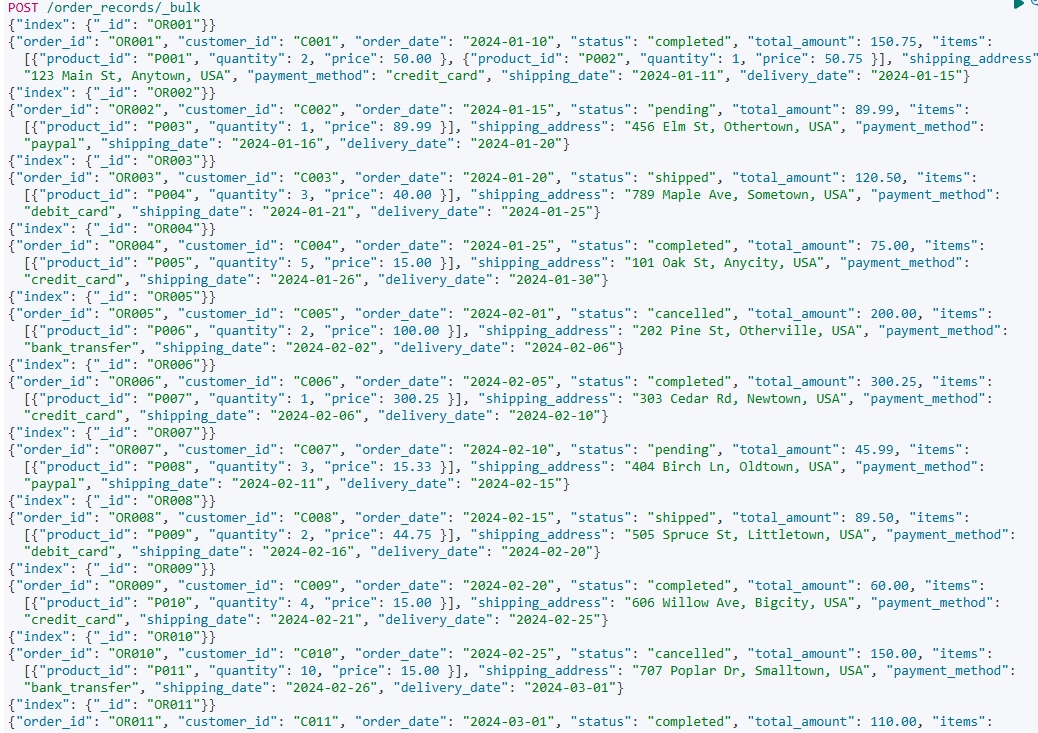 POST /order_records/_bulk
{"index": {"_id": "OR001"}}
{"order_id": "OR001", "customer_id": "C001", "order_date": "2024-01-10", "status": "completed", "total_amount": 150.75, "items":
[{"product_id": "P001", "quantity": 2, "price": 50.00 }, {"product_id": "P002", "quantity": 1, "price": 50.75 }], "shipping_address":
"123 Main St, Anytown, USA", "payment_method": "credit_card", "shipping_date": "2024-01-11", "delivery_date": "2024-01-15"}
{"index": {"_id": "OR002"}}
{"order_id": "OR002", "customer_id": "C002", "order_date": "2024-01-15", "status": "pending", "total_amount": 89.99, "items":
[{"product_id": "P003", "quantity": 1, "price": 89.99 }], "shipping_address": "456 Elm St, Othertown, USA", "payment_method":
"paypal", "shipping_date": "2024-01-16", "delivery_date": "2024-01-20"}
{"index": {"_id": "OR003"}}
{"order_id": "OR003", "customer_id": "C003", "order_date": "2024-01-20", "status": "shipped", "total_amount": 120.50, "items":
[{"product_id": "P004", "quantity": 3, "price": 40.00 }], "shipping_address": "789 Maple Ave, Sometown, USA", "payment_method":
"debit_card", "shipping_date": "2024-01-21", "delivery_date": "2024-01-25"}
{"index": {"_id": "OR004"}}
{"order_id": "OR004", "customer_id": "C004", "order_date": "2024-01-25", "status": "completed", "total_amount": 75.00, "items":
[{"product_id": "P005", "quantity": 5, "price": 15.00 }], "shipping_address": "101 Oak St, Anycity, USA", "payment_method":
"credit_card", "shipping_date": "2024-01-26", "delivery_date": "2024-01-30"}
{"index": {"_id": "OR005"}}
{"order_id": "OR005", "customer_id": "C005", "order_date": "2024-02-01", "status": "cancelled", "total_amount": 200.00, "items":
[{"product_id": "P006", "quantity": 2, "price": 100.00 }], "shipping_address": "202 Pine St, Otherville, USA", "payment_method":
"bank_transfer", "shipping_date": "2024-02-02", "delivery_date": "2024-02-06"}
{"index": {"_id": "OR006"}}
{"order_id": "OR006", "customer_id": "C006", "order_date": "2024-02-05", "status": "completed", "total_amount": 300.25, "items":
[{"product_id": "P007", "quantity": 1, "price": 300.25 }], "shipping_address": "303 Cedar Rd, Newtown, USA", "payment_method":
"credit_card", "shipping_date": "2024-02-06", "delivery_date": "2024-02-10"}
{"index": {"_id": "OR007"}}
{"order_id": "OR007", "customer_id": "C007", "order_date": "2024-02-10", "status": "pending", "total_amount": 45.99, "items":
[{"product_id": "P008", "quantity": 3, "price": 15.33 }], "shipping_address": "404 Birch Ln, Oldtown, USA", "payment_method":
"paypal", "shipping_date": "2024-02-11", "delivery_date": "2024-02-15"}
{"index": {"_id": "OR008"}}
{"order_id": "OR008", "customer_id": "C008", "order_date": "2024-02-15", "status": "shipped", "total_amount": 89.50, "items":
[{"product_id": "P009", "quantity": 2, "price": 44.75 }], "shipping_address": "505 Spruce St, Littletown, USA", "payment_method":
"debit_card", "shipping_date": "2024-02-16", "delivery_date": "2024-02-20"}
{"index": {"_id": "OR009"}}
{"order_id": "OR009", "customer_id": "C009", "order_date": "2024-02-20", "status": "completed", "total_amount": 60.00, "items":
[{"product_id": "P010", "quantity": 4, "price": 15.00 }], "shipping_address": "606 Willow Ave, Bigcity, USA", "payment_method":
"credit_card", "shipping_date": "2024-02-21", "delivery_date": "2024-02-25"}
{"index": {"_id": "OR010"}}
{"order_id": "OR010", "customer_id": "C010", "order_date": "2024-02-25", "status": "cancelled", "total_amount": 150.00, "items":
[{"product_id": "P011", "quantity": 10, "price": 15.00 }], "shipping_address": "707 Poplar Dr, Smalltown, USA", "payment_method":
"bank_transfer", "shipping_date": "2024-02-26", "delivery_date": "2024-03-01"}
{"index": {"_id": "OR011"}}
{"order_id": "OR011", "customer_id": "C011", "order_date": "2024-03-01", "status": "completed", "total_amount": 110.00, "items":